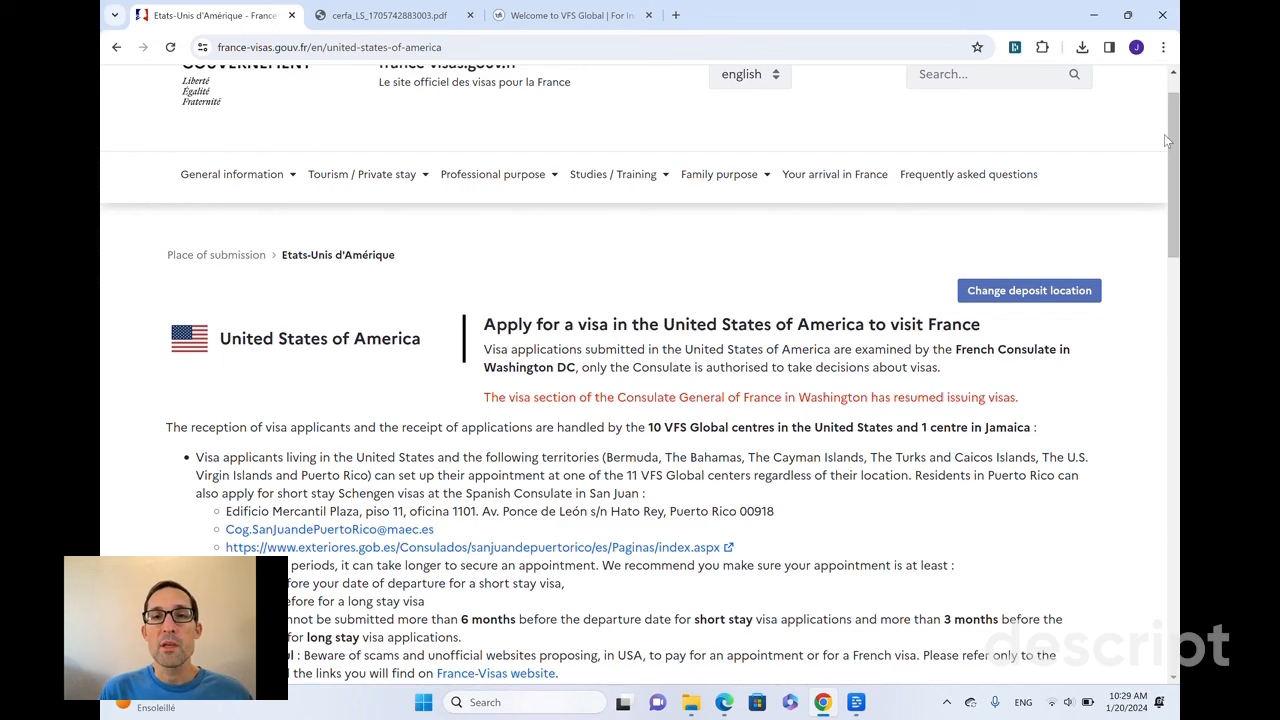 Etats-Unis d'Amérique - France
cerfa_LS_1705742883003.pdf
Welcome to VFS Global | For In
france-visas.gouv.fr/en/united-states-of-america
J
GOUVERNEMENT
france-visas.gouv.fr
english
Search...
Liberté
Égalité
Fraternité
Le site officiel des visas pour la France
General information
Tourism / Private stay
Professional purpose
Studies / Training
Family purpose
Your arrival in France
Frequently asked questions
Place of submission > Etats-Unis d'Amérique
Change deposit location
United States of America
Apply for a visa in the United States of America to visit France
Visa applications submitted in the United States of America are examined by the French Consulate in
Washington DC, only the Consulate is authorised to take decisions about visas.
The visa section of the Consulate General of France in Washington has resumed issuing visas.
The reception of visa applicants and the receipt of applications are handled by the 10 VFS Global centres in the United States and 1 centre in Jamaica :
Visa applicants living in the United States and the following territories (Bermuda, The Bahamas, The Cayman Islands, The Turks and Caicos Islands, The U.S.
Virgin Islands and Puerto Rico) can set up their appointment at one of the 11 VFS Global centers regardless of their location. Residents in Puerto Rico can
also apply for short stay Schengen visas at the Spanish Consulate in San Juan :
Edificio Mercantil Plaza, piso 11, oficina 1101. Av. Ponce de León s/n Hato Rey, Puerto Rico 00918
Cog.SanJuandePuertoRico@maec.es
https://www.exteriores.gob.es/Consulados/sanjuandepuertorico/es/Paginas/index.aspx
periods, it can take longer to secure an appointment. We recommend you make sure your appointment is at least :
fore your date of departure for a short stay visa,
efore for a long stay visa
nnot be submitted more than 6 months before the departure date for short stay visa applications and more than 3 months before the
for long stay visa applications.
: Beware of scams and unofficial websites proposing, in USA, to pay for an appointment or for a French visa. Please refer only to the
d the links you will find on France-Visas website.
descript
Ensoleillé
Search
ENG
10:29 AM
1/20/2024